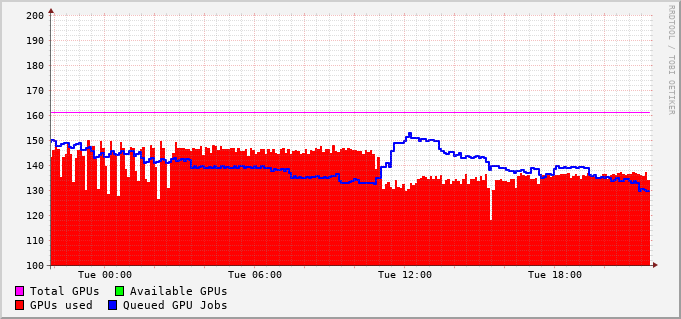 RRDTOOL / TOBI OETIKER
200
190
180
170
160
150
140
130
120
110
100
Tue 00:00 Tue 06:00 Tue 12:00 Tue 18:00
Total GPUs Available GPUs
GPUs used Queued GPU Jobs